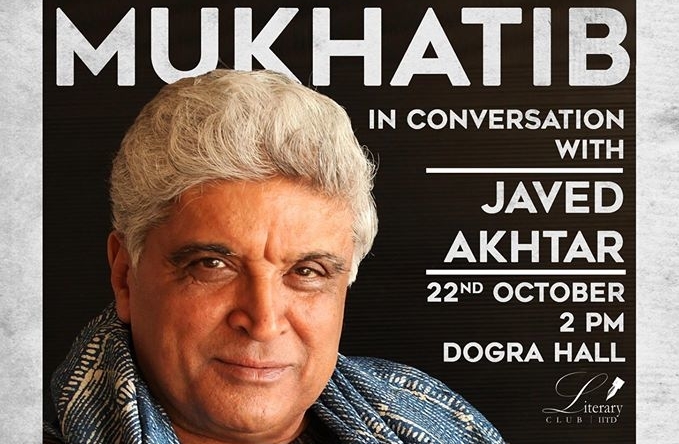 MUKHATIB
IN CONVERSATION
WITH
JAVED
AKHTAR
22ND OCTOBER
2 PM
DOGRA HALL
Literary
CLUB | IITD